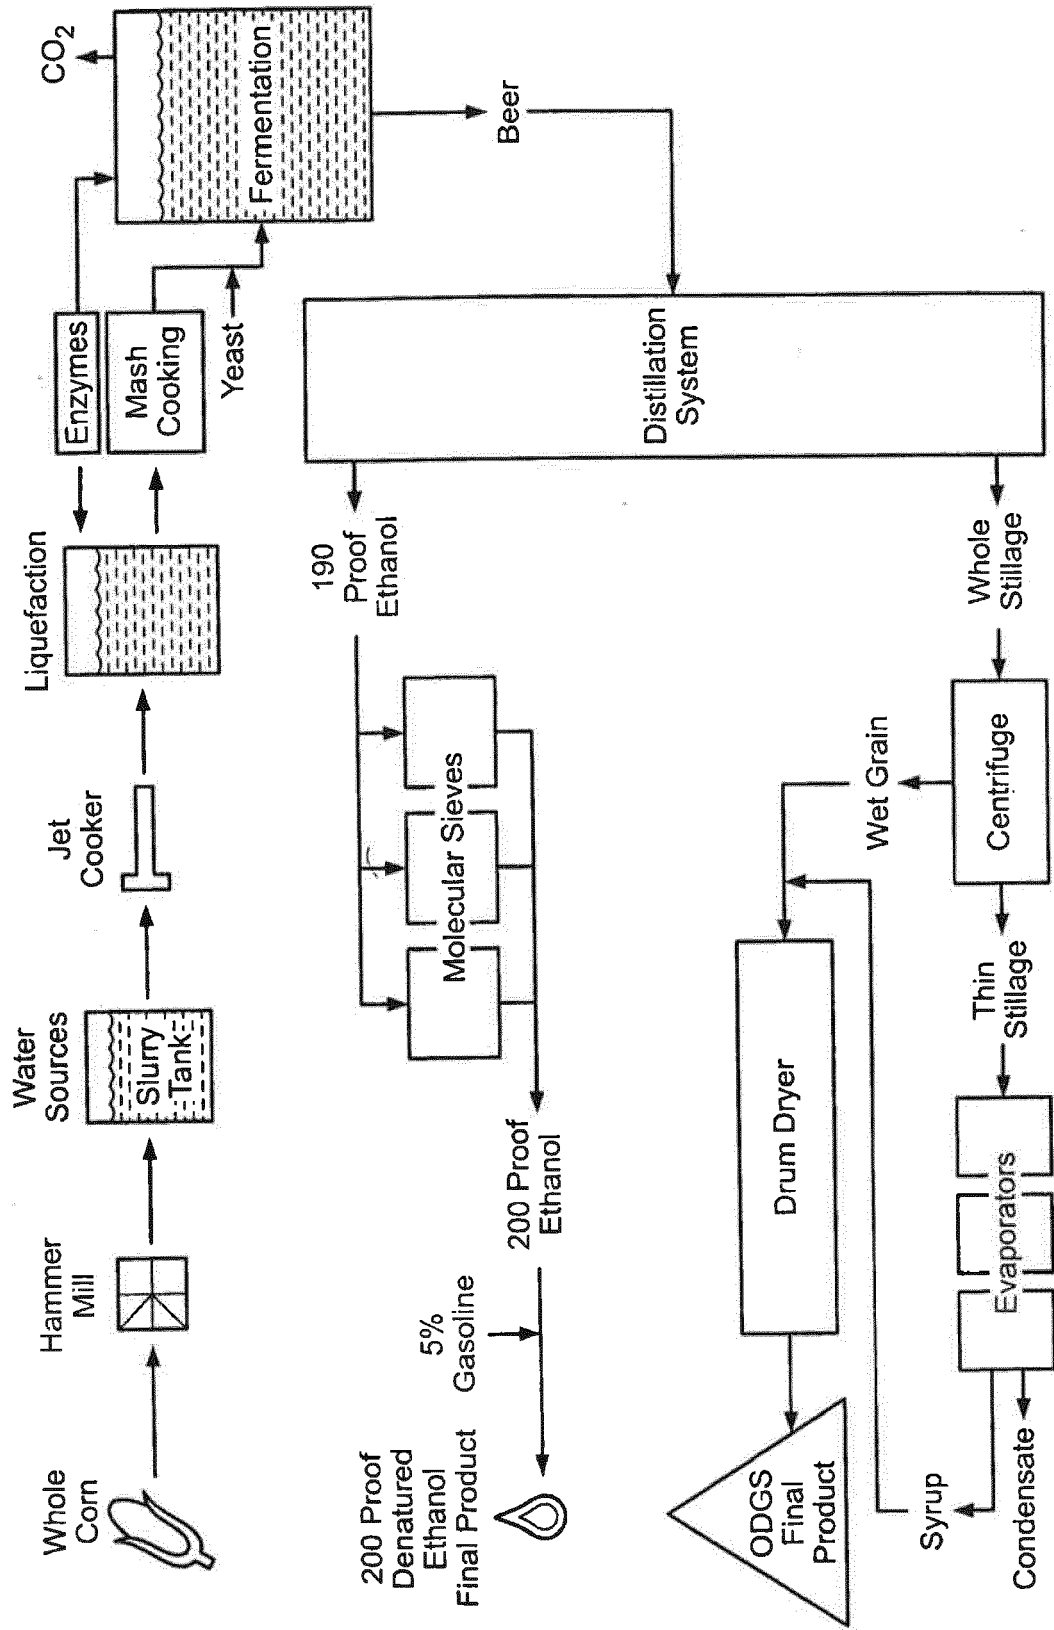 Whole
Corn
Hammer
Mill
Water
Sources
Slurry
Tank
Jet
Cooker
Liquefaction
Enzymes
Mash
Cooking
Yeast
CO2
Fermentation
Beer
Distillation
System
190
Proof
Ethanol
Molecular Sieves
200 Proof
Ethanol
5%
Gasoline
200 Proof
Denatured
Ethanol
Final Product
Whole
Stillage
Centrifuge
Wet Grain
Thin
Stillage
Evaporators
Syrup
Condensate
Drum Dryer
ODGS
Final
Product